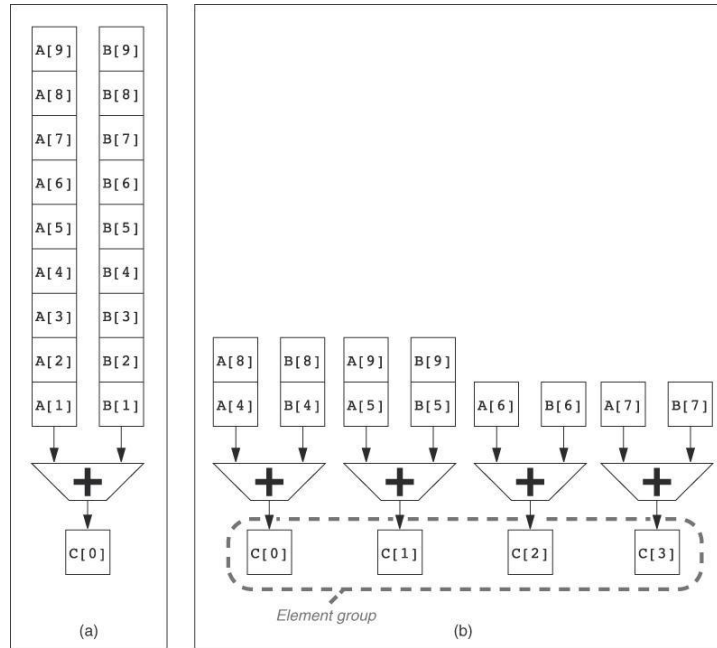 A[9] B[9]
A[8] B[8]
A[7] B[7]
A[6] B[6]
A[5] B[5]
A[4] B[4]
A[3] B[3]
A[2] B[2]
A[1] B[1]
+
C[0]
(a)
A[8] B[8] A[9] B[9]
A[4] B[4] A[5] B[5] A[6] B[6] A[7] B[7]
+ + + +
C[0] C[1] C[2] C[3]
Element group
(b)